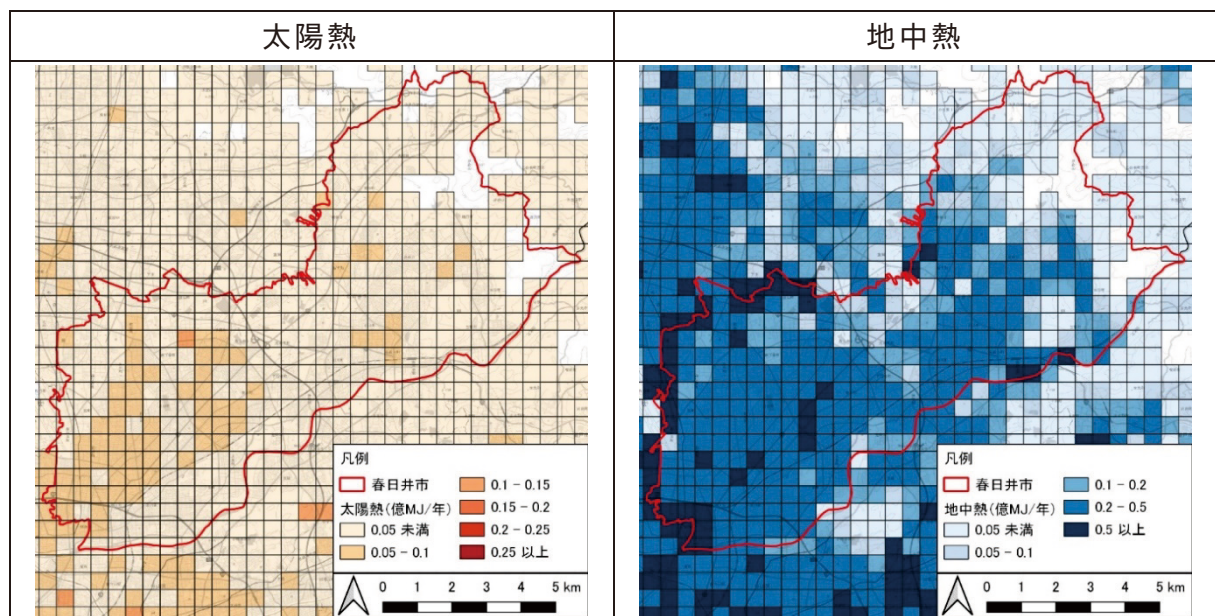 太陽熱
地中熱
凡例
春日井市
太陽熱(億MJ/年)
0.05 未満
0.05 - 0.1
0.1 - 0.15
0.15 - 0.2
0.2 - 0.25
0.25 以上
0 1 2 3 4 5 km
凡例
春日井市
地中熱(億MJ/年)
0.05 未満
0.05 - 0.1
0.1 - 0.2
0.2 - 0.5
0.5 以上
0 1 2 3 4 5 km